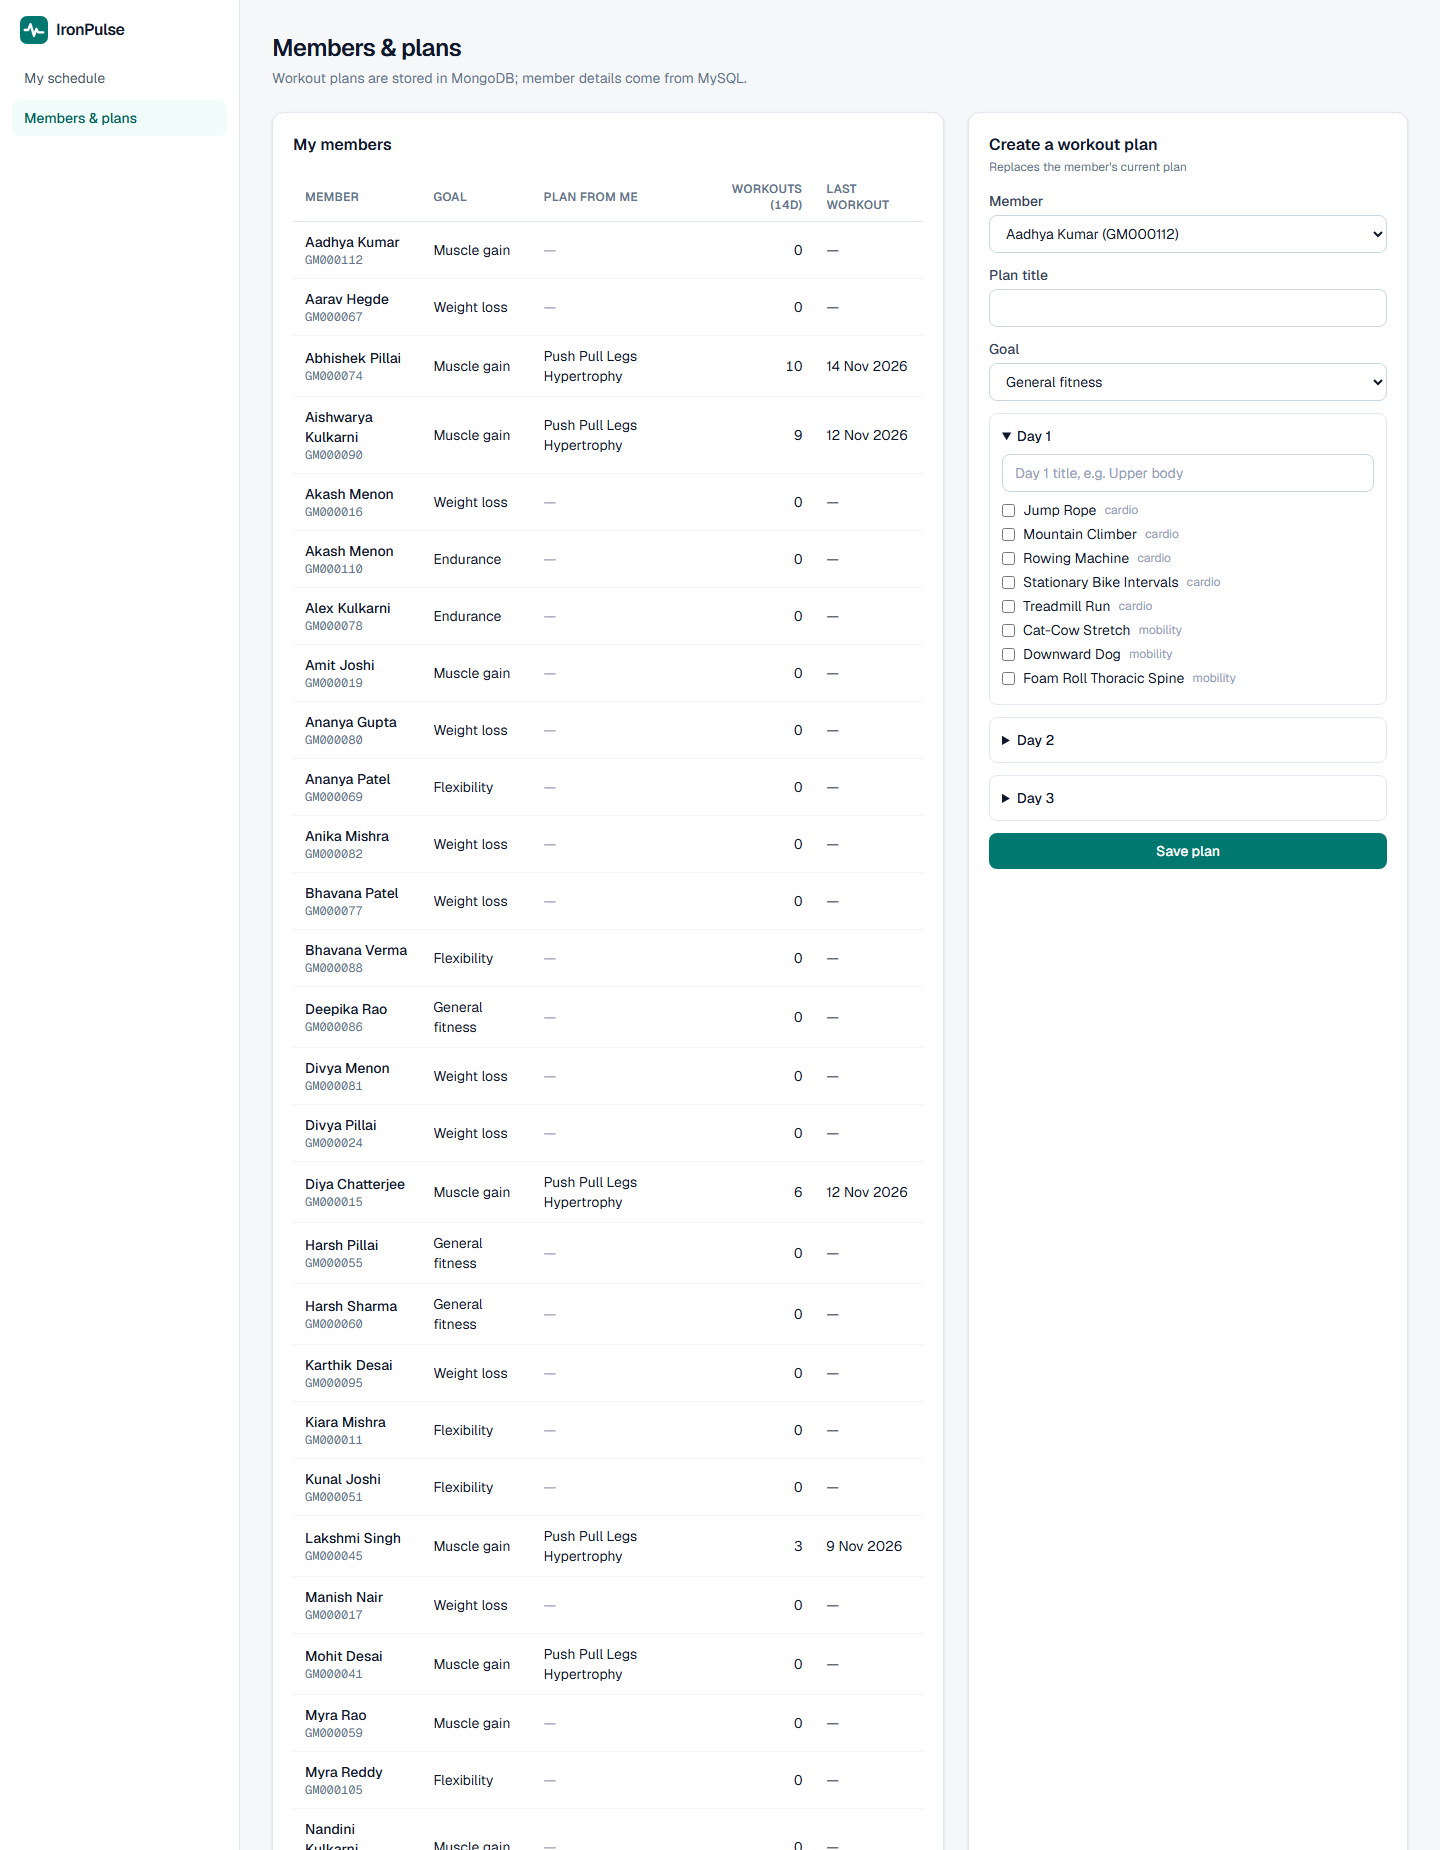 IronPulse
My schedule
Members & plans
Members & plans
Workout plans are stored in MongoDB; member details come from MySQL.
My members
MEMBER GOAL PLAN FROM ME WORKOUTS (14D) LAST WORKOUT
Aadhya Kumar
GM000112
Muscle gain — 0 —
Aarav Hegde
GM000067
Weight loss — 0 —
Abhishek Pillai
GM000074
Muscle gain
Push Pull Legs
Hypertrophy
10 14 Nov 2026
Aishwarya
Kulkarni
GM000090
Muscle gain
Push Pull Legs
Hypertrophy
9 12 Nov 2026
Akash Menon
GM000016
Weight loss — 0 —
Akash Menon
GM000110
Endurance — 0 —
Alex Kulkarni
GM000078
Endurance — 0 —
Amit Joshi
GM000019
Muscle gain — 0 —
Ananya Gupta
GM000080
Weight loss — 0 —
Ananya Patel
GM000069
Flexibility — 0 —
Anika Mishra
GM000082
Weight loss — 0 —
Bhavana Patel
GM000077
Weight loss — 0 —
Bhavana Verma
GM000088
Flexibility — 0 —
Deepika Rao
GM000086
General
fitness
— 0 —
Divya Menon
GM000081
Weight loss — 0 —
Divya Pillai
GM000024
Weight loss — 0 —
Diya Chatterjee
GM000015
Muscle gain
Push Pull Legs
Hypertrophy
6 12 Nov 2026
Harsh Pillai
GM000055
General
fitness
— 0 —
Harsh Sharma
GM000060
General
fitness
— 0 —
Karthik Desai
GM000095
Weight loss — 0 —
Kiara Mishra
GM000011
Flexibility — 0 —
Kunal Joshi
GM000051
Flexibility — 0 —
Lakshmi Singh
GM000045
Muscle gain
Push Pull Legs
Hypertrophy
3 9 Nov 2026
Manish Nair
GM000017
Weight loss — 0 —
Mohit Desai
GM000041
Muscle gain
Push Pull Legs
Hypertrophy
0 —
Myra Rao
GM000059
Muscle gain — 0 —
Myra Reddy
GM000105
Flexibility — 0 —
Nandini
Kulkarni
Muscle gain — 0 —
Create a workout plan
Replaces the member's current plan
Member
Aadhya Kumar (GM000112)
Plan title
Goal
General fitness
Day 1
Day 1 title, e.g. Upper body
Jump Rope cardio
Mountain Climber cardio
Rowing Machine cardio
Stationary Bike Intervals cardio
Treadmill Run cardio
Cat-Cow Stretch mobility
Downward Dog mobility
Foam Roll Thoracic Spine mobility
Day 2
Day 3
Save plan